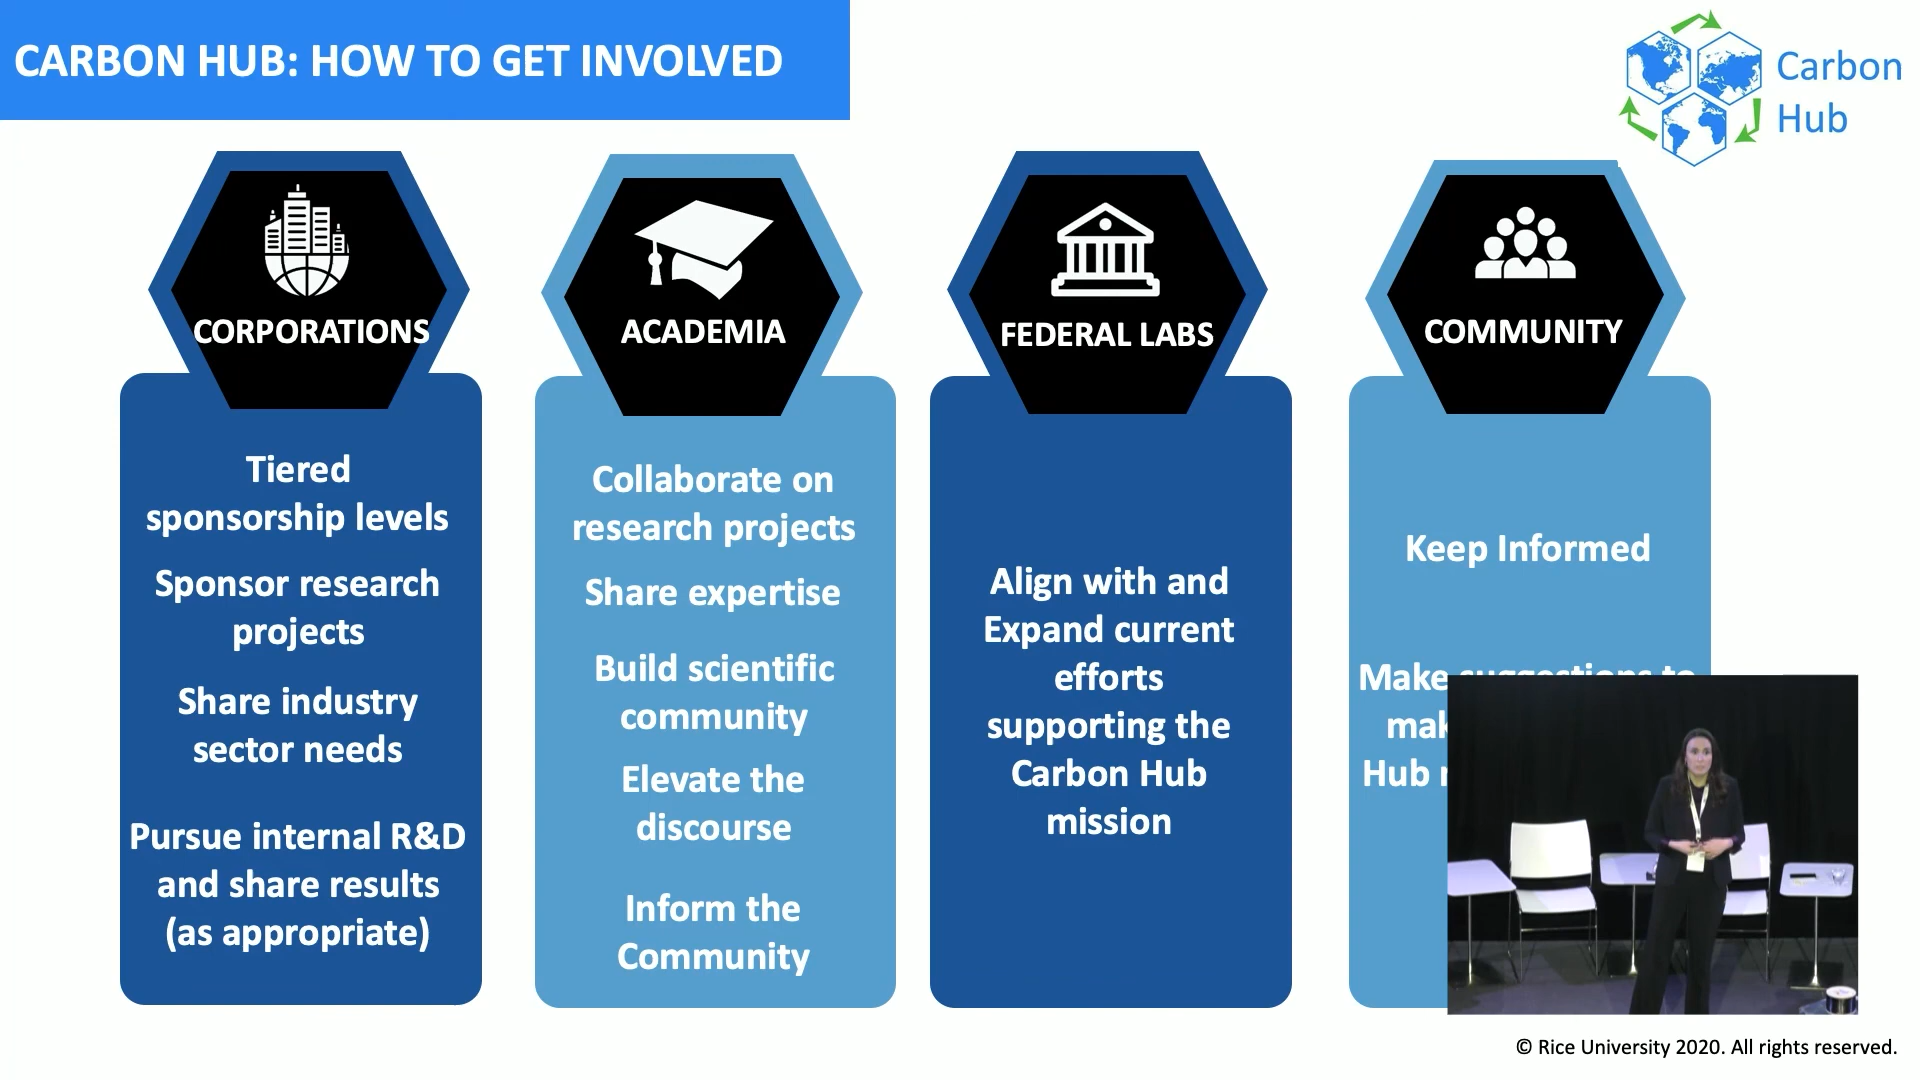 CARBON HUB: HOW TO GET INVOLVED
Carbon
Hub
CORPORATIONS
Tiered
sponsorship levels
Sponsor research
projects
Share industry
sector needs
Pursue internal R&D
and share results
(as appropriate)
ACADEMIA
Collaborate on
research projects
Share expertise
Build scientific
community
Elevate the
discourse
Inform the
Community
FEDERAL LABS
Align with and
Expand current
efforts
supporting the
Carbon Hub
mission
COMMUNITY
Keep Informed
Make suggestions to
Hub
© Rice University 2020. All rights reserved.